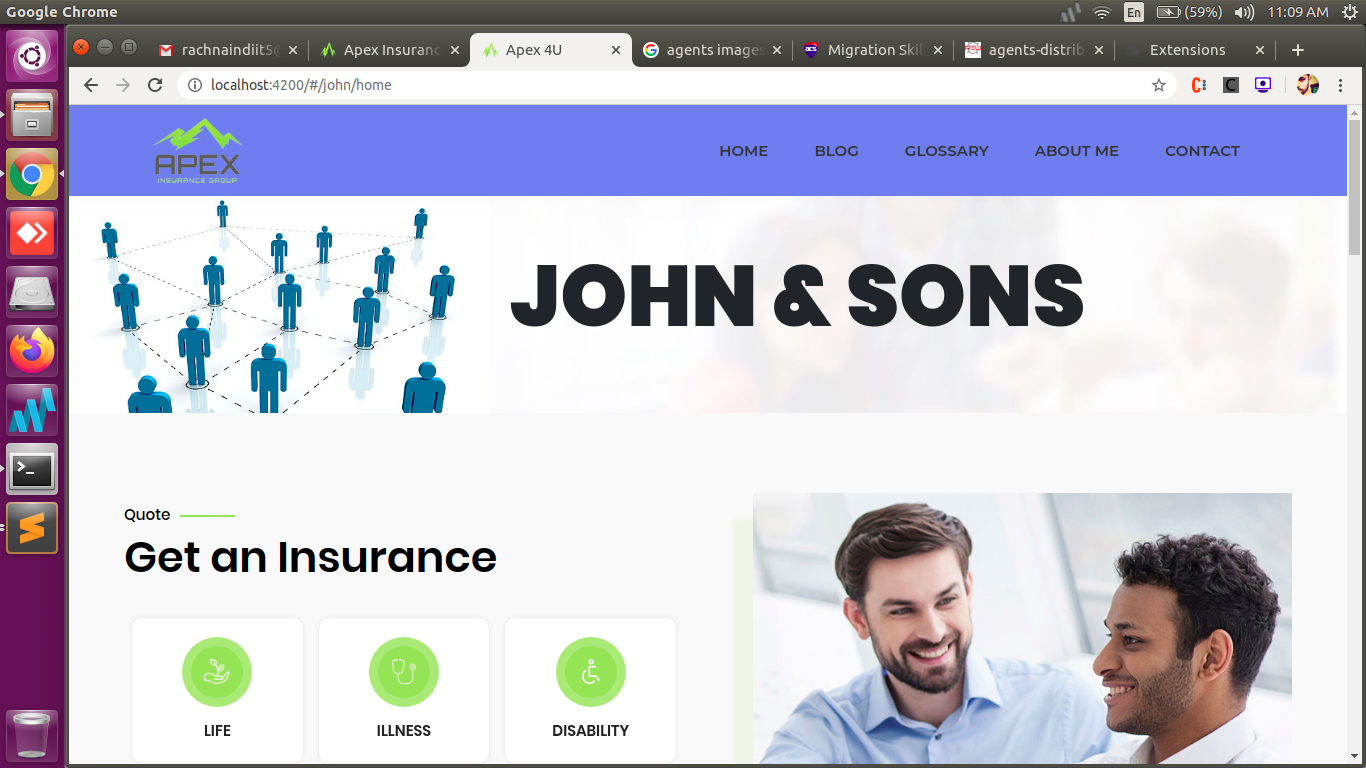 Google Chrome
En
(59%)
11:09 AM
rachnaindiit5@
Apex Insuranc
Apex 4U
agents images
Migration Skil
agents-distrib
Extensions
localhost:4200/#/john/home
APEX
INSURANCE GROUP
HOME
BLOG
GLOSSARY
ABOUT ME
CONTACT
JOHN & SONS
Quote
Get an Insurance
LIFE
ILLNESS
DISABILITY